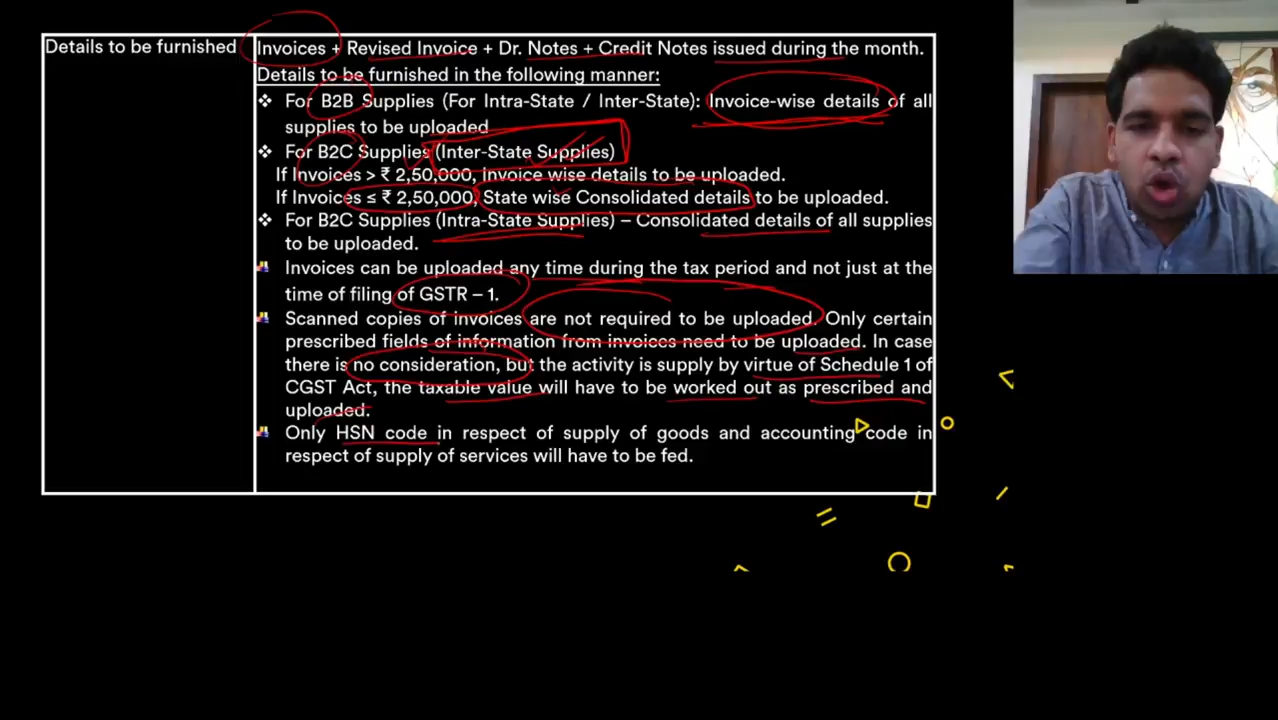 Details to be furnished
Invoices + Revised Invoice + Dr. Notes + Credit Notes issued during the month.
Details to be furnished in the following manner:
❖ For B2B Supplies (For Intra-State / Inter-State): Invoice-wise details of all
supplies to be uploaded
❖ For B2C Supplies (Inter-State Supplies)
If Invoices > ₹ 2,50,000, Invoice wise details to be uploaded.
If Invoices ≤ ₹ 2,50,000, State wise Consolidated details to be uploaded.
❖ For B2C Supplies (Intra-State Supplies) – Consolidated details of all supplies
to be uploaded.
Invoices can be uploaded any time during the tax period and not just at the
time of filing of GSTR – 1.
Scanned copies of invoices are not required to be uploaded. Only certain
prescribed fields of information from invoices need to be uploaded. In case
there is no consideration, but the activity is supply by virtue of Schedule 1 of
CGST Act, the taxable value will have to be worked out as prescribed and
uploaded.
Only HSN code in respect of supply of goods and accounting code in
respect of supply of services will have to be fed.